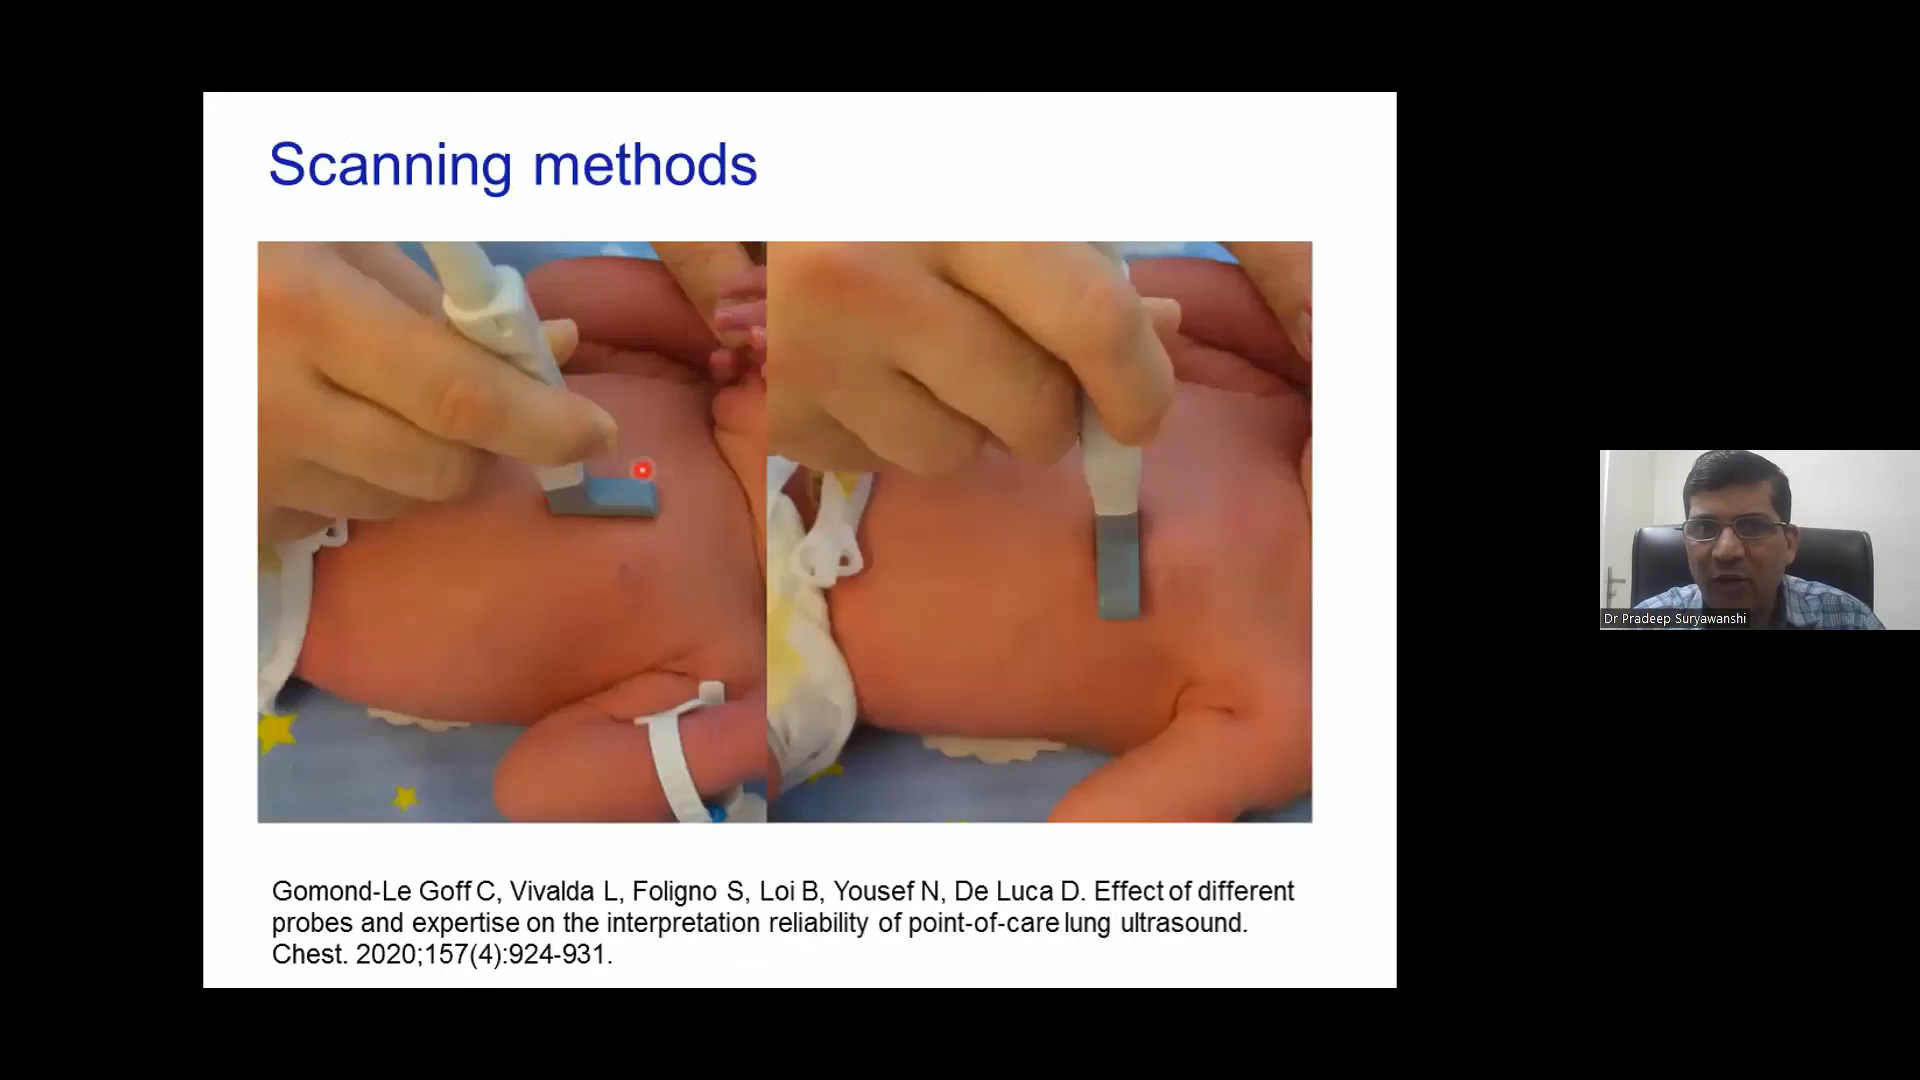 Scanning methods
Gomond-Le Goff C, Vivalda L, Foligno S, Loi B, Yousef N, De Luca D. Effect of different
probes and expertise on the interpretation reliability of point-of-care lung ultrasound.
Chest. 2020;157(4):924-931.
Dr Pradeep Suryawanshi